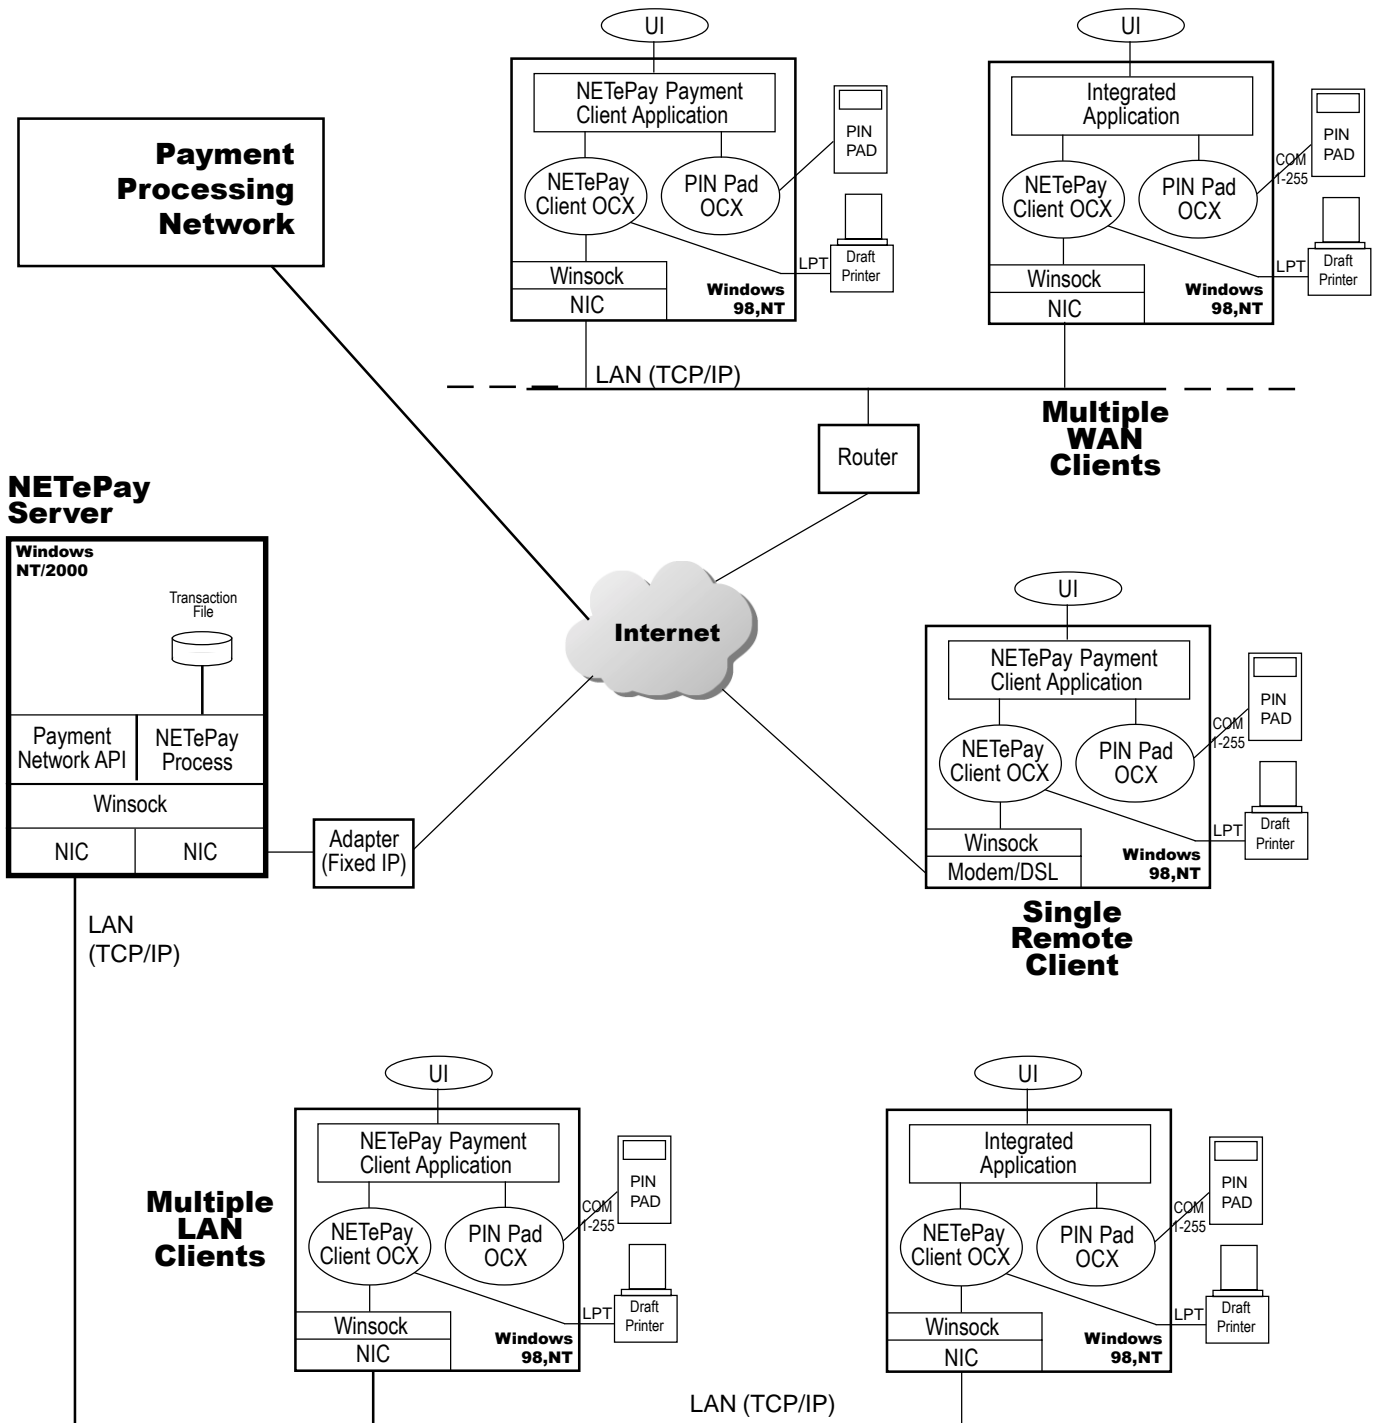 UI
NETePay Payment
Client Application
NETePay
Client OCX
PIN Pad
OCX
PIN
PAD
LPT
Draft
Printer
Winsock
NIC
Windows
98,NT
UI
Integrated
Application
NETePay
Client OCX
PIN Pad
OCX
COM
1-255
PIN
PAD
LPT
Draft
Printer
Winsock
NIC
Windows
98,NT
Payment
Processing
Network
LAN (TCP/IP)
Multiple
WAN
Clients
Router
NETePay
Server
Windows
NT/2000
Transaction
File
Payment
Network API
NETePay
Process
Winsock
NIC
NIC
Adapter
(Fixed IP)
LAN
(TCP/IP)
Internet
UI
NETePay Payment
Client Application
NETePay
Client OCX
PIN Pad
OCX
COM
1-255
PIN
PAD
LPT
Draft
Printer
Winsock
Modem/DSL
Windows
98,NT
Single
Remote
Client
Multiple
LAN
Clients
UI
NETePay Payment
Client Application
NETePay
Client OCX
PIN Pad
OCX
COM
1-255
PIN
PAD
LPT
Draft
Printer
Winsock
NIC
Windows
98,NT
UI
Integrated
Application
NETePay
Client OCX
PIN Pad
OCX
COM
1-255
PIN
PAD
LPT
Draft
Printer
Winsock
NIC
Windows
98,NT
LAN (TCP/IP)